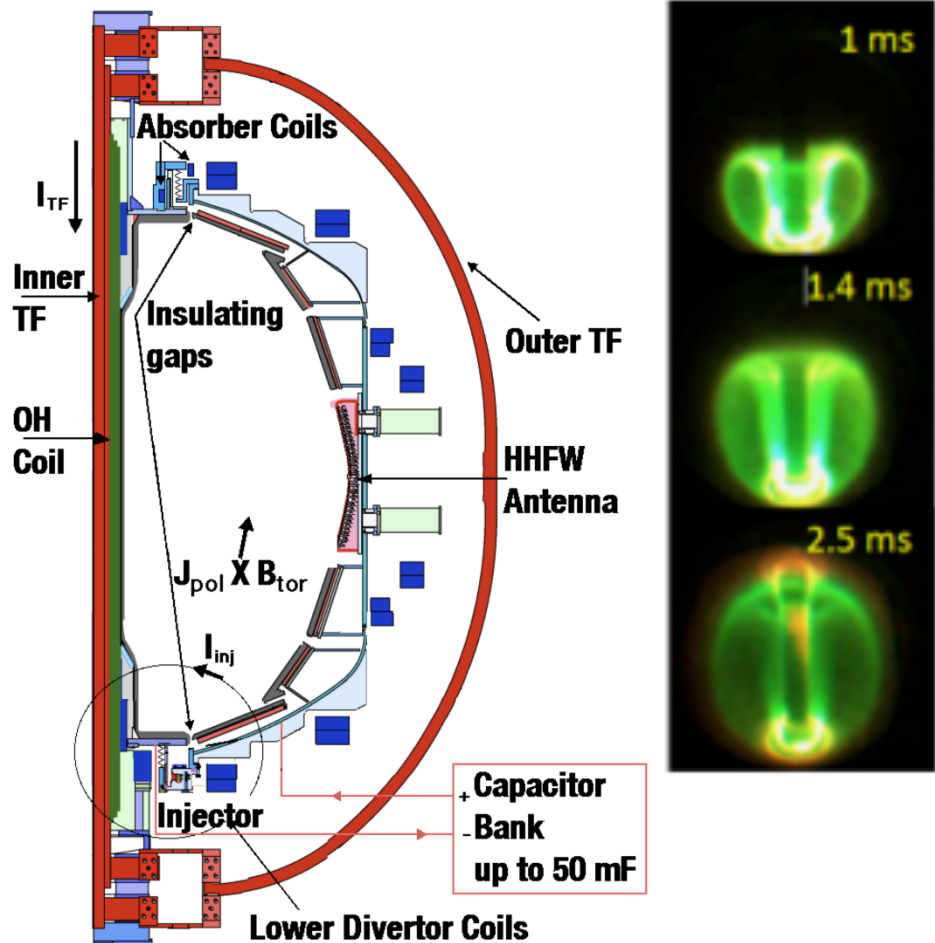 Absorber Coils
I_TF
Inner
TF
Insulating
gaps
Outer TF
OH
Coil
HHFW
Antenna
J_pol X B_tor
I_inj
Injector
+ Capacitor
- Bank
up to 50 mF
Lower Divertor Coils
1 ms
1.4 ms
2.5 ms